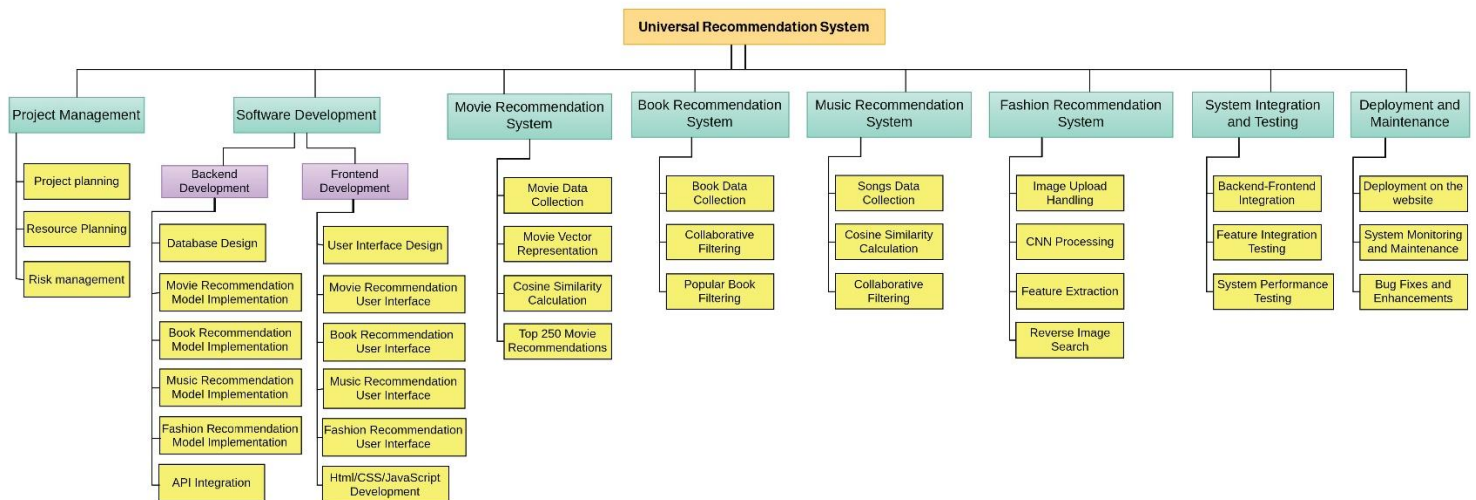 Universal Recommendation System
Project Management
Software Development
Movie Recommendation
System
Book Recommendation
System
Music Recommendation
System
Fashion Recommendation
System
System Integration
and Testing
Deployment and
Maintenance
Project planning
Resource Planning
Risk management
Backend
Development
Database Design
Movie Recommendation
Model Implementation
Book Recommendation
Model Implementation
Music Recommendation
Model Implementation
Fashion Recommendation
Model Implementation
API Integration
Frontend
Development
User Interface Design
Movie Recommendation
User Interface
Book Recommendation
User Interface
Music Recommendation
User Interface
Fashion Recommendation
User Interface
Html/CSS/JavaScript
Development
Movie Data
Collection
Movie Vector
Representation
Cosine Similarity
Calculation
Top 250 Movie
Recommendations
Book Data
Collection
Collaborative
Filtering
Popular Book
Filtering
Songs Data
Collection
Cosine Similarity
Calculation
Collaborative
Filtering
Image Upload
Handling
CNN Processing
Feature Extraction
Reverse Image
Search
Backend-Frontend
Integration
Feature Integration
Testing
System Performance
Testing
Deployment on the
website
System Monitoring
and Maintenance
Bug Fixes and
Enhancements